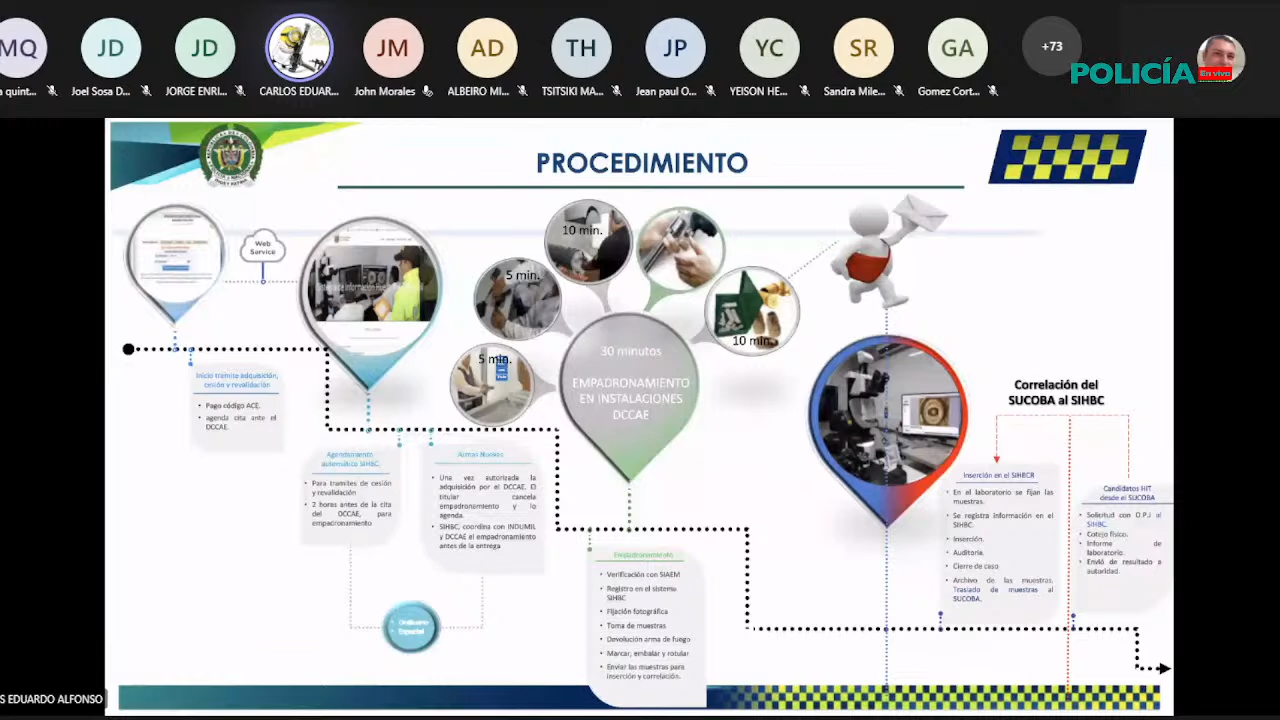 MQ
JD
JD
JM
AD
TH
JP
YC
SR
GA
+73
a quint...
Joel Sosa D...
JORGE ENRI...
CARLOS EDUAR...
John Morales
ALBEIRO MI...
TSITSIKI MA...
Jean paul O...
YEISON HE...
Sandra Mile...
Gomez Cort...
POLICÍA
En vivo
PROCEDIMIENTO
Web
Service
10 min.
5 min.
5 min.
10 min.
30 minutos
EMPADRONAMIENTO
EN INSTALACIONES
DCCAE
Inicio tramite adquisición,
cesión y revalidación
• Pago código ACE.
• agenda cita ante el
DCCAE.
Agendamiento
automático SIHBC.
• Para tramites de cesión
y revalidación
• 2 horas antes de la cita
del DCCAE, para
empadronamiento
Armas Nuevas
• Una vez autorizada la
adquisición por el DCCAE. El
titular cancela
empadronamiento y lo
agenda.
• SIHBC, coordina con INDUMIL
y DCCAE el empadronamiento
antes de la entrega
• Ordinario
• Especial
Empadronamiento
• Verificación con SIAEM
• Registro en el sistema
SIHBC
• Fijación fotográfica
• Toma de muestras
• Devolución arma de fuego
• Marcar, embalar y rotular
• Enviar las muestras para
inserción y correlación.
Correlación del
SUCOBA al SIHBC
Inserción en el SIHBCR
• En el laboratorio se fijan las
muestras.
• Se registra información en el
SIHBC.
• Inserción.
• Auditoria.
• Cierre de caso
• Archivo de las muestras.
Traslado de muestras al
SUCOBA.
Candidatos HIT
desde el SUCOBA
• Solicitud con O.P.J al
SIHBC.
• Cotejo físico.
• Informe de
laboratorio.
• Envió de resultado a
autoridad.
S EDUARDO ALFONSO